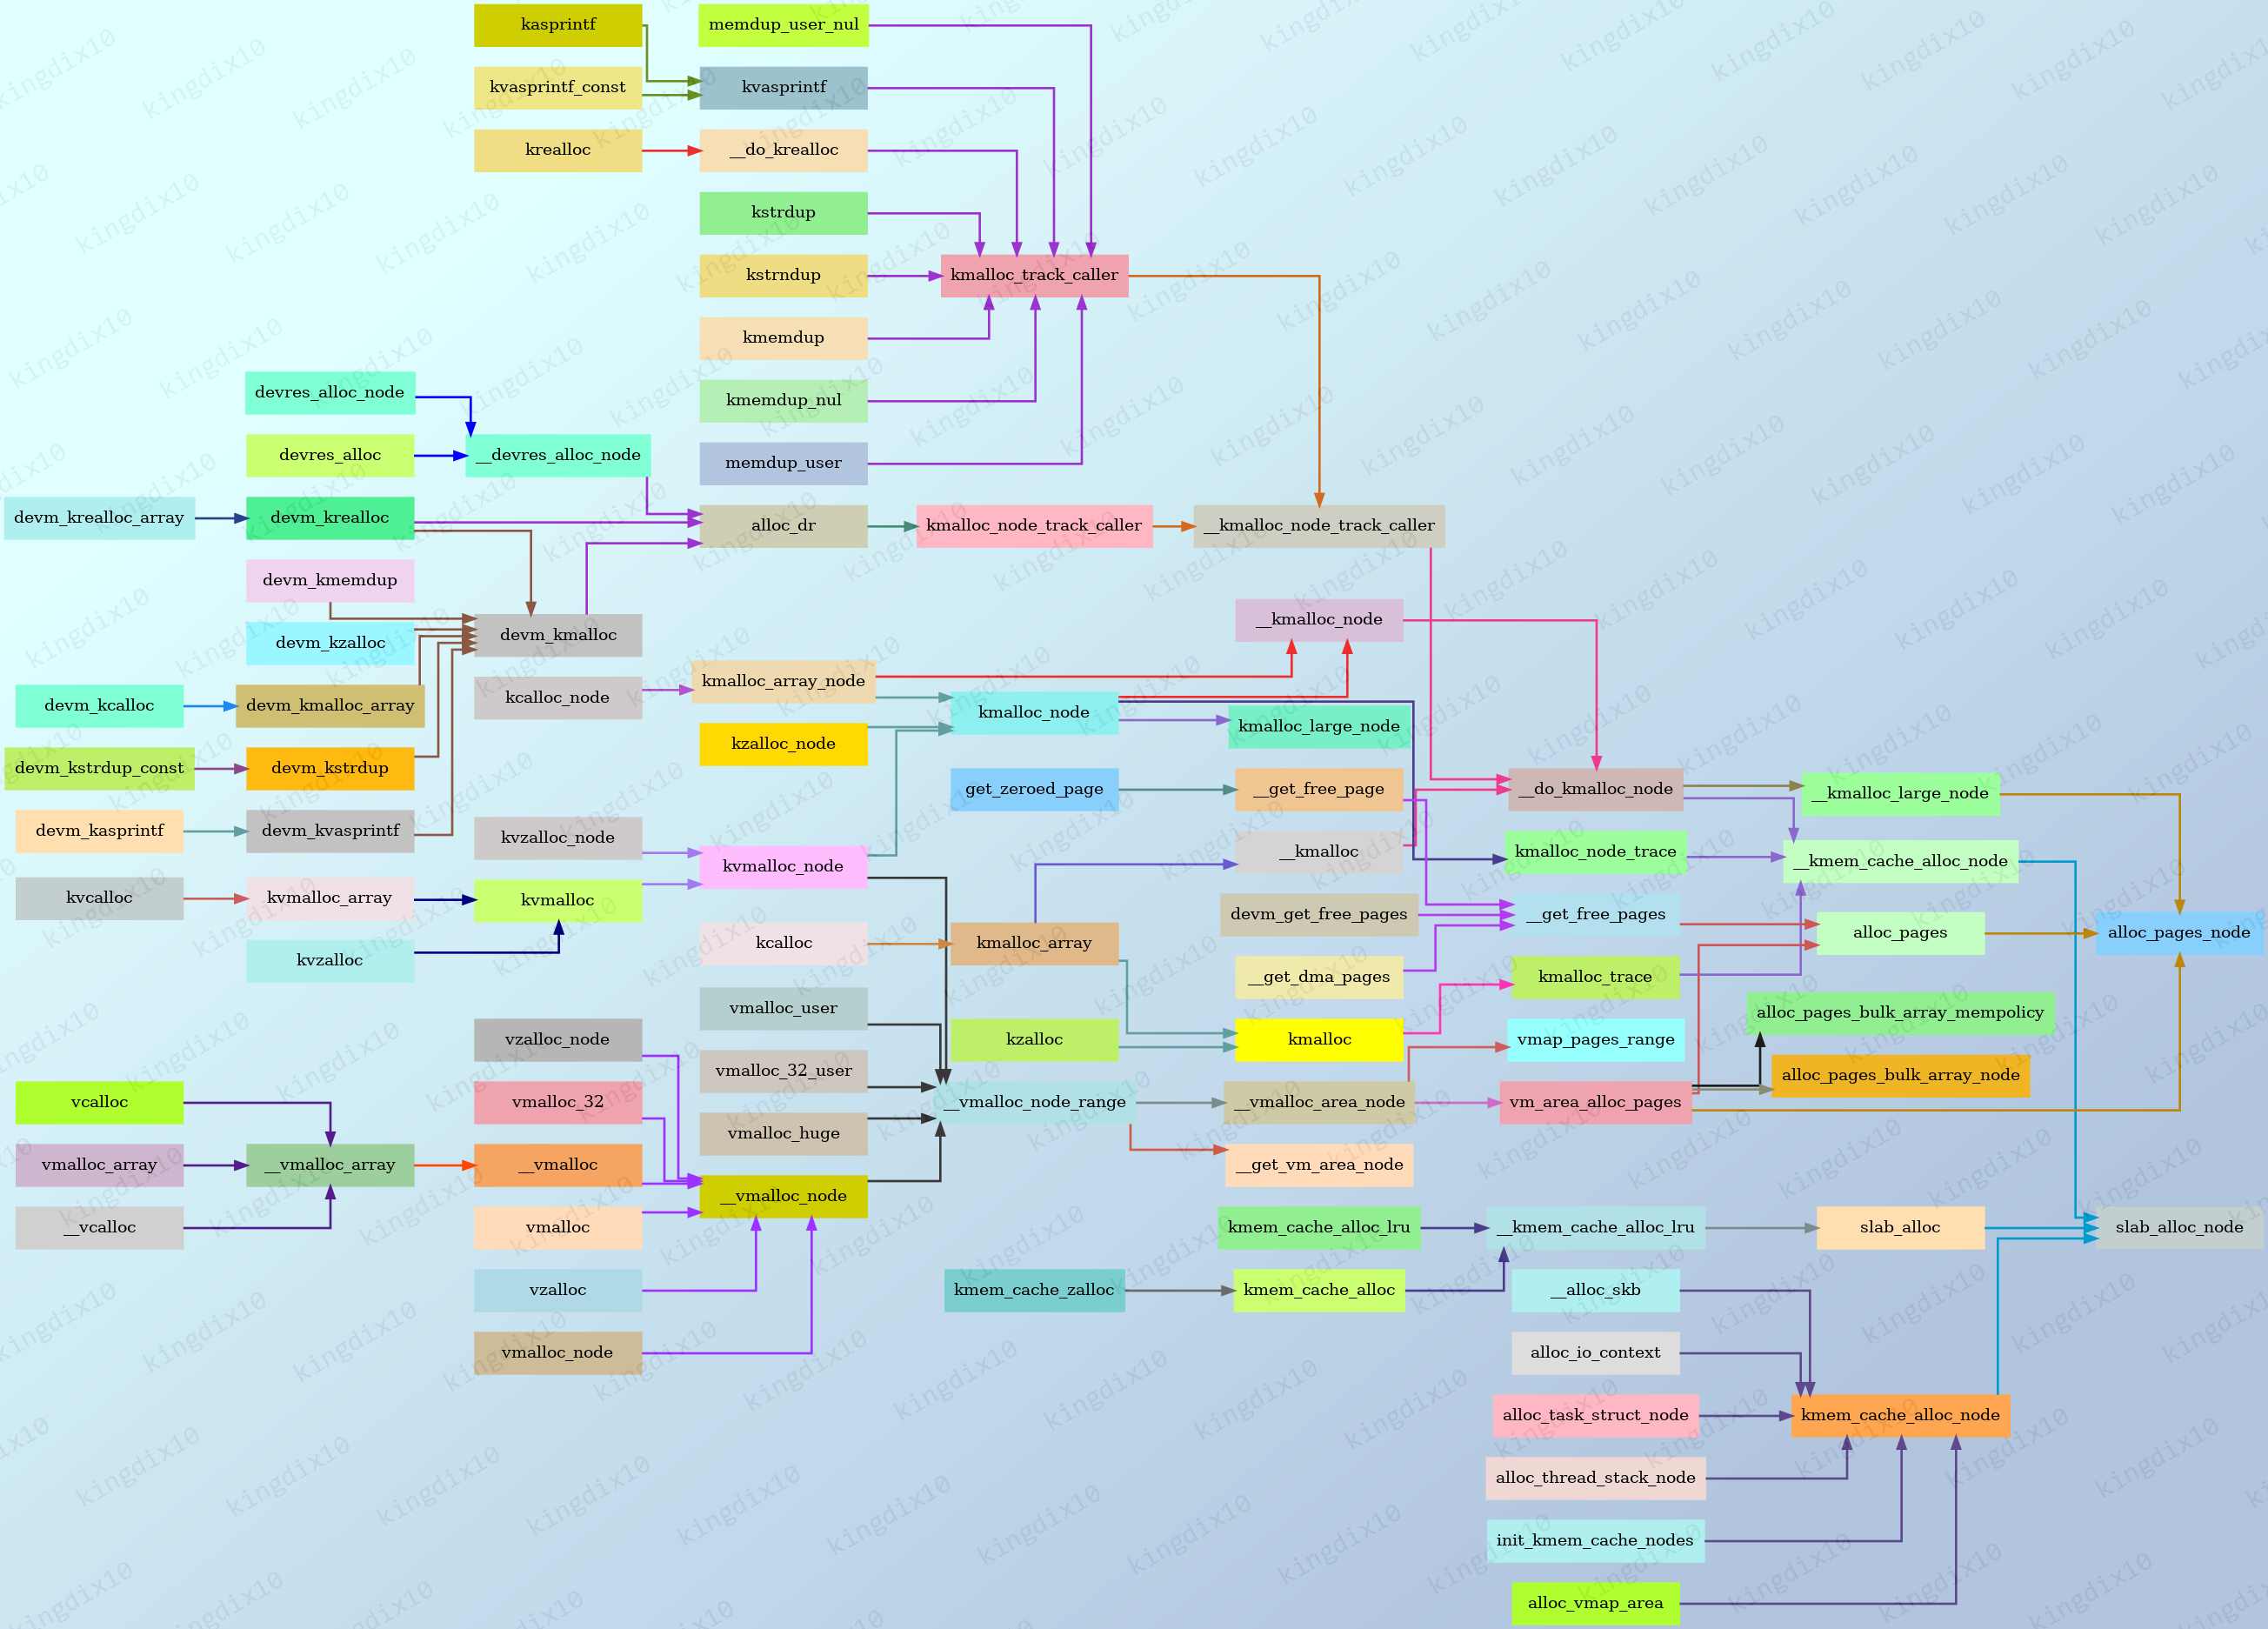 kasprintf
memdup_user_nul
kvasprintf_const
kvasprintf
krealloc
__do_krealloc
kstrdup
kstrndup
kmalloc_track_caller
kmemdup
devres_alloc_node
kmemdup_nul
devres_alloc
__devres_alloc_node
memdup_user
devm_krealloc_array
devm_krealloc
alloc_dr
kmalloc_node_track_caller
__kmalloc_node_track_caller
devm_kmemdup
__kmalloc_node
devm_kzalloc
devm_kmalloc
kmalloc_array_node
kcalloc_node
devm_kcalloc
devm_kmalloc_array
kmalloc_node
kmalloc_large_node
kzalloc_node
devm_kstrdup_const
devm_kstrdup
get_zeroed_page
__get_free_page
__do_kmalloc_node
__kmalloc_large_node
devm_kasprintf
devm_kvasprintf
kvzalloc_node
__kmalloc
kmalloc_node_trace
__kmem_cache_alloc_node
kvmalloc_node
kvcalloc
kvmalloc_array
kvmalloc
devm_get_free_pages
__get_free_pages
alloc_pages
alloc_pages_node
kcalloc
kmalloc_array
kvzalloc
__get_dma_pages
kmalloc_trace
vmalloc_user
alloc_pages_bulk_array_mempolicy
vzalloc_node
kzalloc
kmalloc
vmap_pages_range
vmalloc_32_user
alloc_pages_bulk_array_node
vcalloc
vmalloc_32
__vmalloc_node_range
__vmalloc_area_node
vm_area_alloc_pages
vmalloc_huge
vmalloc_array
__vmalloc_array
__vmalloc
__get_vm_area_node
__vmalloc_node
__vcalloc
vmalloc
kmem_cache_alloc_lru
__kmem_cache_alloc_lru
slab_alloc
slab_alloc_node
vzalloc
kmem_cache_zalloc
kmem_cache_alloc
__alloc_skb
vmalloc_node
alloc_io_context
alloc_task_struct_node
kmem_cache_alloc_node
alloc_thread_stack_node
init_kmem_cache_nodes
alloc_vmap_area
kingdix10